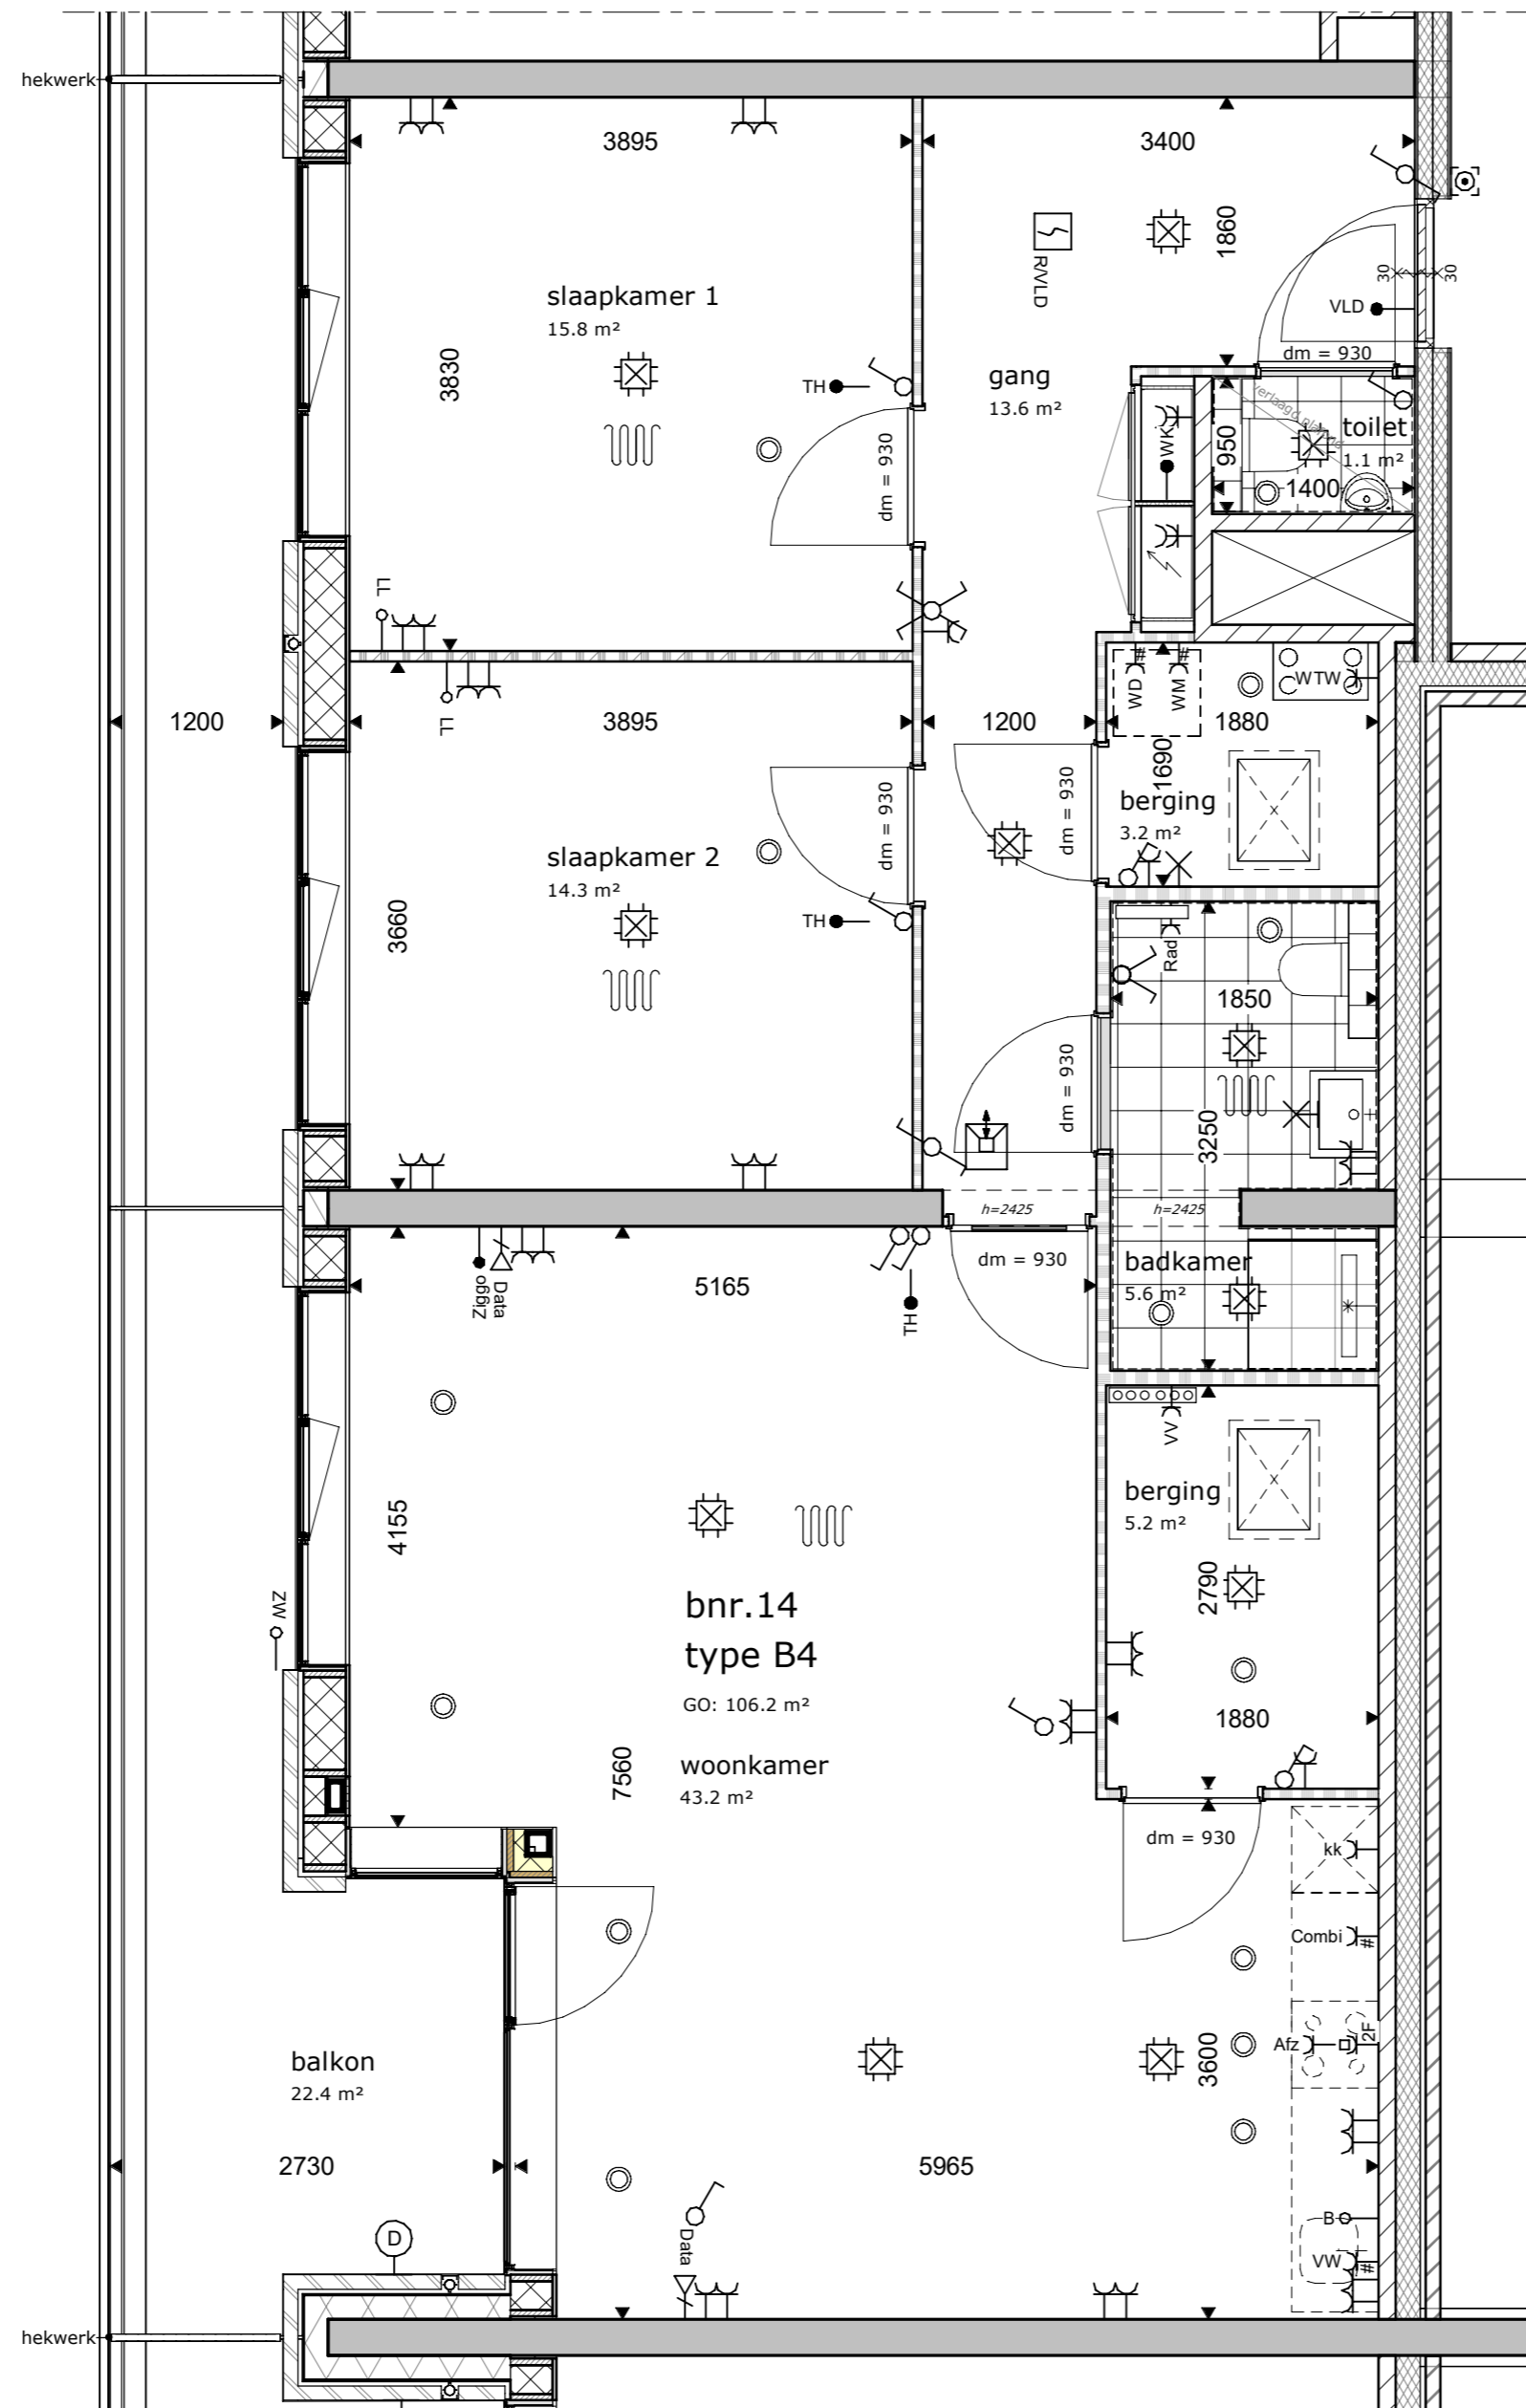 hekwerk
3895
3400
1860
R/VLD
30
30
VLD
dm = 930
slaapkamer 1
15.8 m²
3830
TH
dm = 930
gang
13.6 m²
WK
verlaagd plafond
toilet
1.1 m²
950
1400
LL
LL
1200
3895
1200
WD
WM
WTW
1880
1690
berging
3.2 m²
dm = 930
dm = 930
slaapkamer 2
14.3 m²
3660
TH
Rad
1850
dm = 930
3250
h=2425
h=2425
dm = 930
badkamer
5.6 m²
Ziggo
Data
5165
TH
VV
berging
5.2 m²
2790
1880
4155
ZW
bnr.14
type B4
GO: 106.2 m²
woonkamer
43.2 m²
7560
dm = 930
kk
Combi
Afz
2F
3600
balkon
22.4 m²
2730
5965
D
Data
B
VW
hekwerk